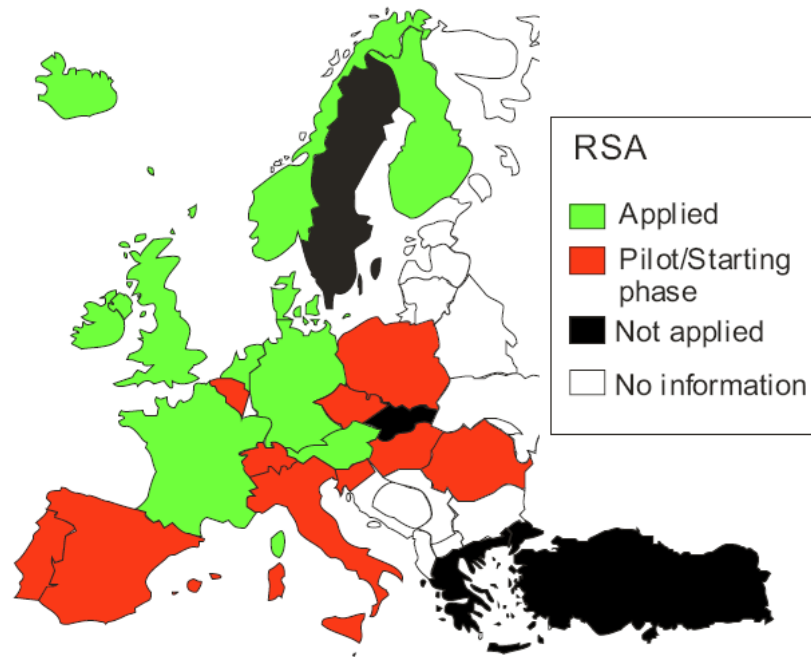 RSA
Applied
Pilot/Starting
phase
Not applied
No information